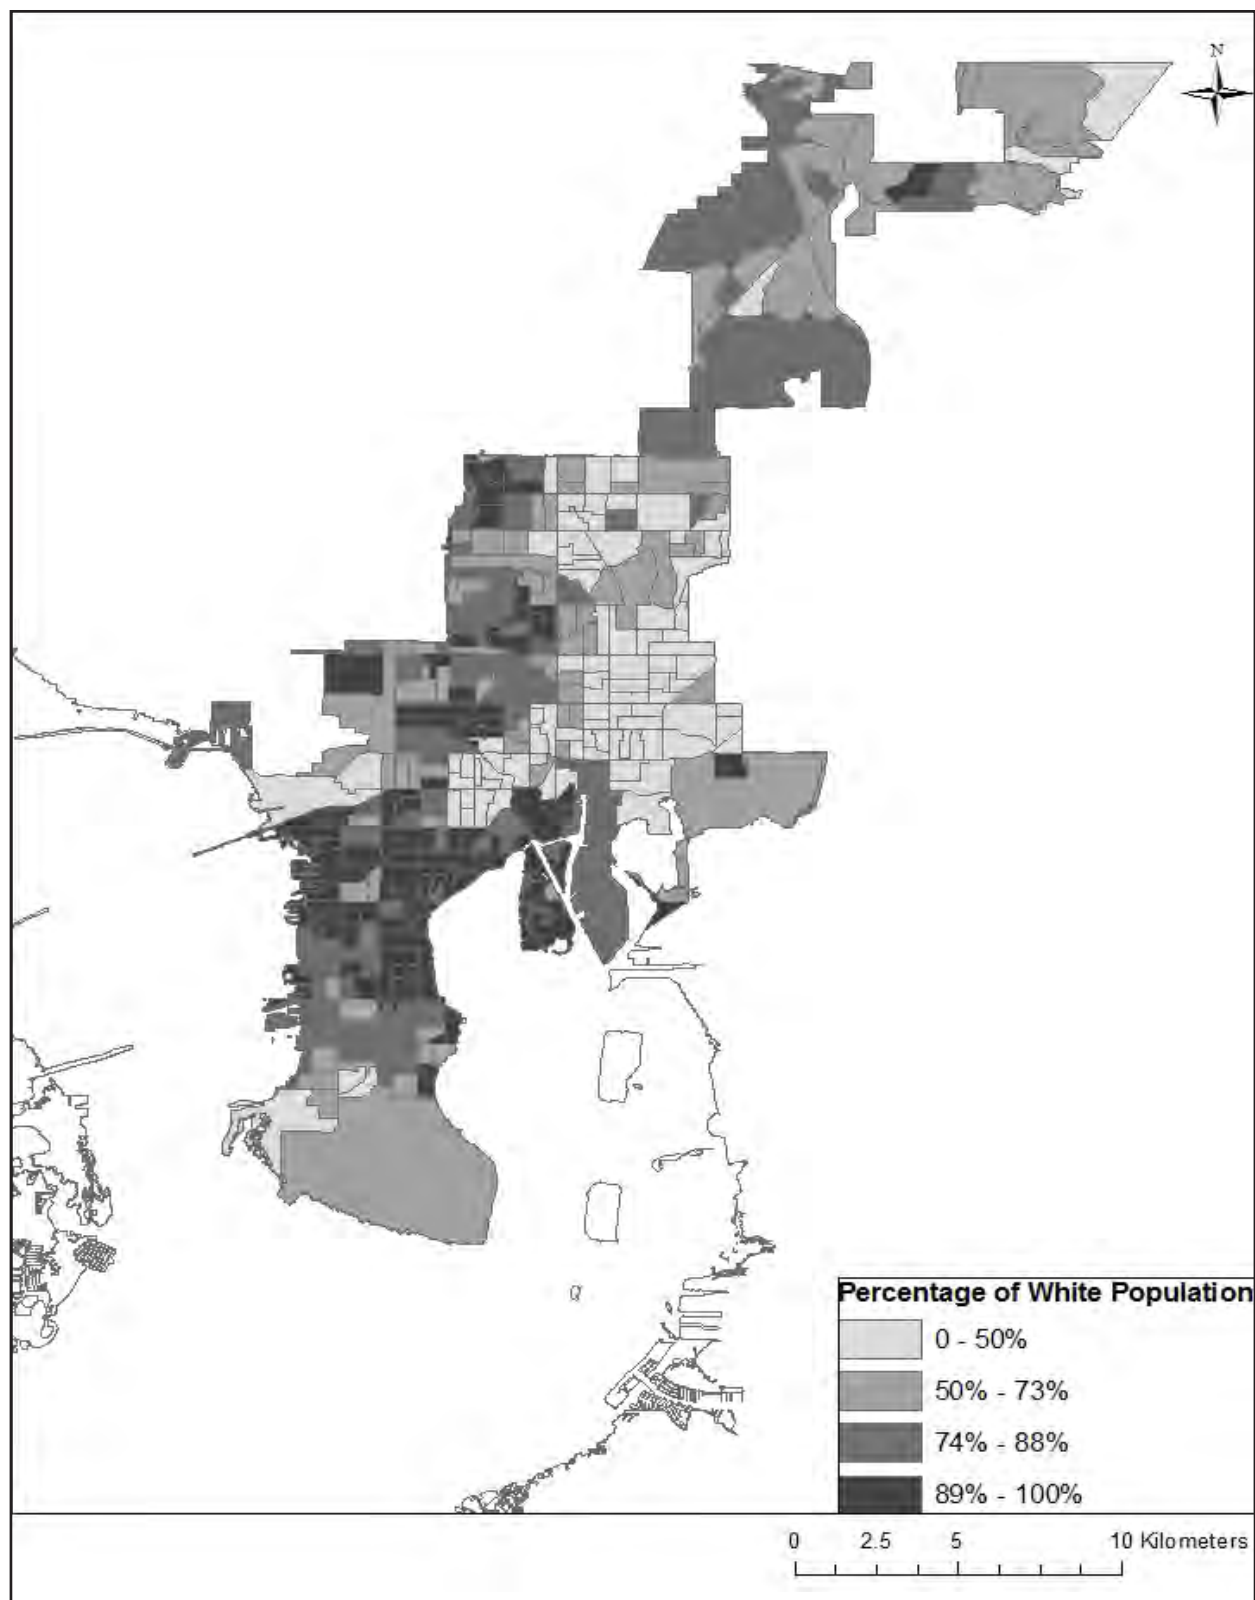 N
Percentage of White Population
0 - 50%
50% - 73%
74% - 88%
89% - 100%
0 2.5 5 10 Kilometers